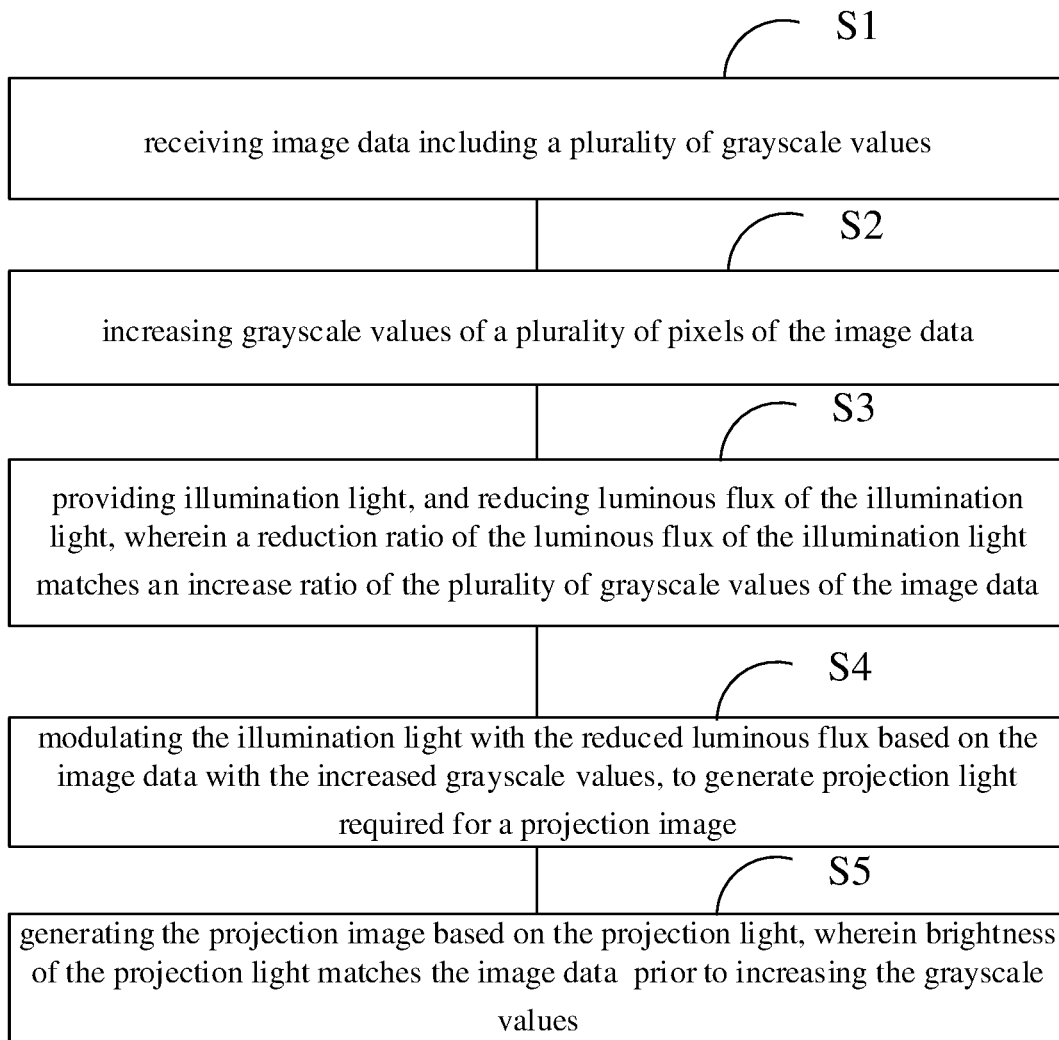 S1
receiving image data including a plurality of grayscale values
S2
increasing grayscale values of a plurality of pixels of the image data
S3
providing illumination light, and reducing luminous flux of the illumination
light, wherein a reduction ratio of the luminous flux of the illumination light
matches an increase ratio of the plurality of grayscale values of the image data
S4
modulating the illumination light with the reduced luminous flux based on the
image data with the increased grayscale values, to generate projection light
required for a projection image
S5
generating the projection image based on the projection light, wherein brightness
of the projection light matches the image data prior to increasing the grayscale
values